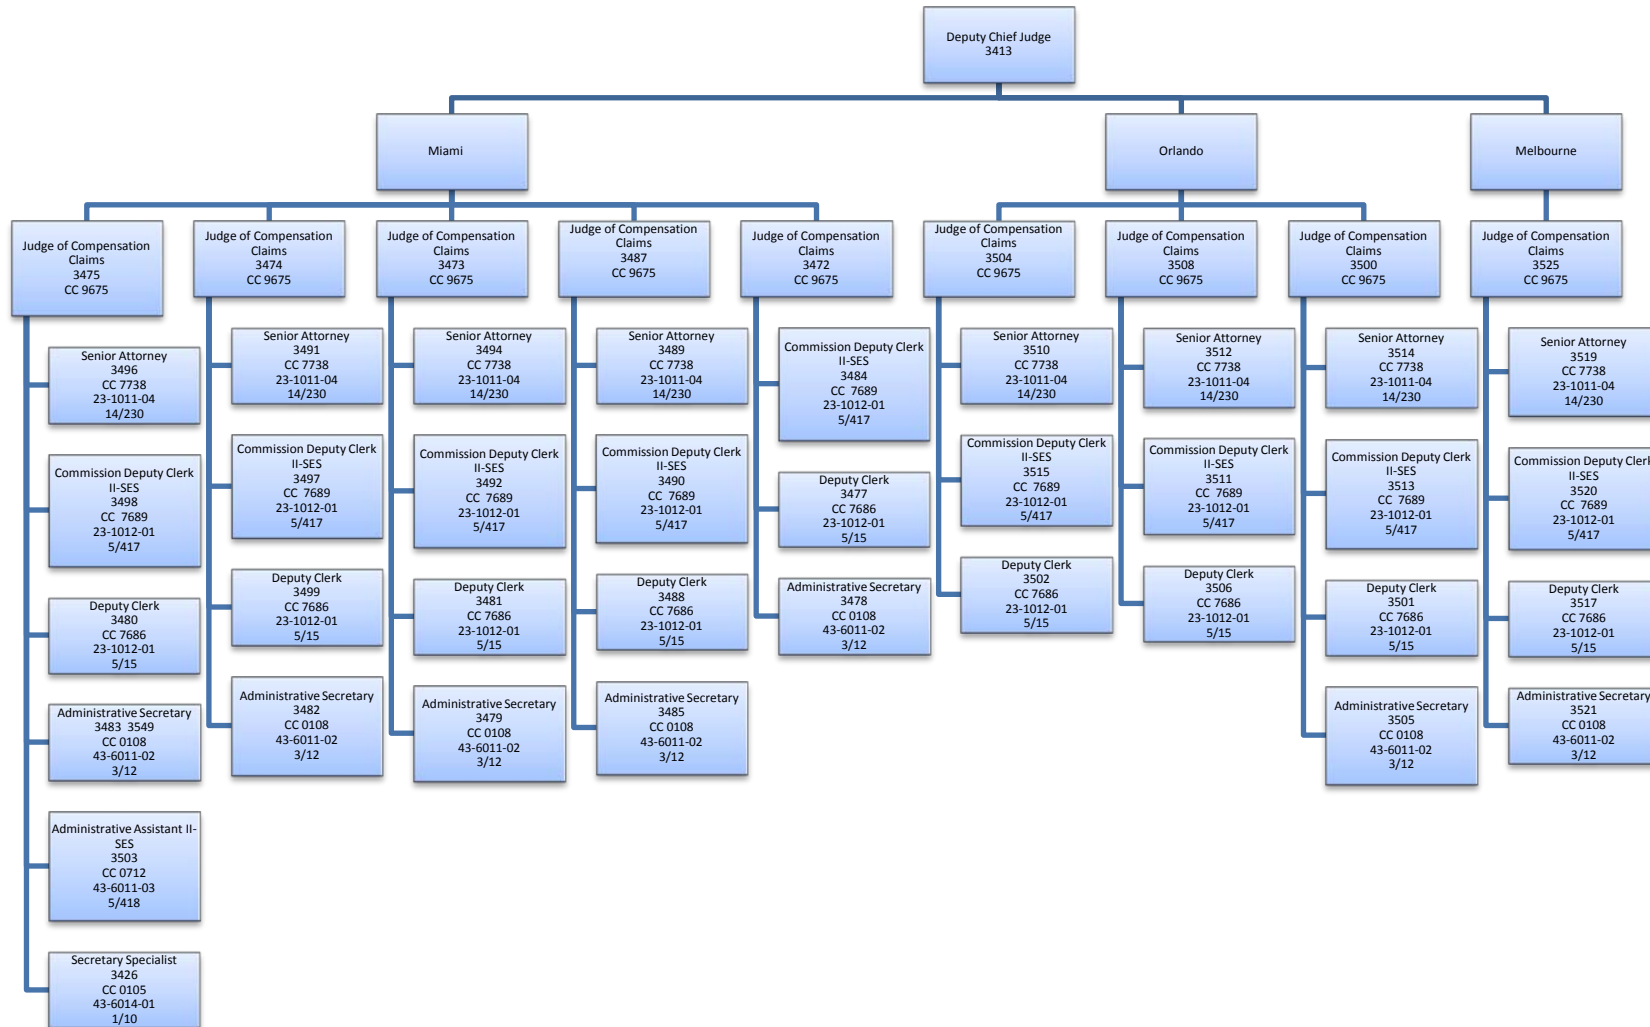 Deputy Chief Judge
3413
Miami
Orlando
Melbourne
Judge of Compensation
Claims
3475
CC 9675
Judge of Compensation
Claims
3474
CC 9675
Judge of Compensation
Claims
3473
CC 9675
Judge of Compensation
Claims
3487
CC 9675
Judge of Compensation
Claims
3472
CC 9675
Judge of Compensation
Claims
3504
CC 9675
Judge of Compensation
Claims
3508
CC 9675
Judge of Compensation
Claims
3500
CC 9675
Judge of Compensation
Claims
3525
CC 9675
Senior Attorney
3496
CC 7738
23-1011-04
14/230
Commission Deputy Clerk
II-SES
3498
CC  7689
23-1012-01
5/417
Deputy Clerk
3480
CC 7686
23-1012-01
5/15
Administrative Secretary
3483  3549
CC 0108
43-6011-02
3/12
Administrative Assistant II-
SES
3503
CC 0712
43-6011-03
5/418
Secretary Specialist
3426
CC 0105
43-6014-01
1/10
Senior Attorney
3491
CC 7738
23-1011-04
14/230
Commission Deputy Clerk
II-SES
3497
CC  7689
23-1012-01
5/417
Deputy Clerk
3499
CC 7686
23-1012-01
5/15
Administrative Secretary
3482
CC 0108
43-6011-02
3/12
Senior Attorney
3494
CC 7738
23-1011-04
14/230
Commission Deputy Clerk
II-SES
3492
CC  7689
23-1012-01
5/417
Deputy Clerk
3481
CC 7686
23-1012-01
5/15
Administrative Secretary
3479
CC 0108
43-6011-02
3/12
Senior Attorney
3489
CC 7738
23-1011-04
14/230
Commission Deputy Clerk
II-SES
3490
CC  7689
23-1012-01
5/417
Deputy Clerk
3488
CC 7686
23-1012-01
5/15
Administrative Secretary
3485
CC 0108
43-6011-02
3/12
Commission Deputy Clerk
II-SES
3484
CC  7689
23-1012-01
5/417
Deputy Clerk
3477
CC 7686
23-1012-01
5/15
Administrative Secretary
3478
CC 0108
43-6011-02
3/12
Senior Attorney
3510
CC 7738
23-1011-04
14/230
Commission Deputy Clerk
II-SES
3515
CC  7689
23-1012-01
5/417
Deputy Clerk
3502
CC 7686
23-1012-01
5/15
Senior Attorney
3512
CC 7738
23-1011-04
14/230
Commission Deputy Clerk
II-SES
3511
CC  7689
23-1012-01
5/417
Deputy Clerk
3506
CC 7686
23-1012-01
5/15
Senior Attorney
3514
CC 7738
23-1011-04
14/230
Commission Deputy Clerk
II-SES
3513
CC  7689
23-1012-01
5/417
Deputy Clerk
3501
CC 7686
23-1012-01
5/15
Administrative Secretary
3505
CC 0108
43-6011-02
3/12
Senior Attorney
3519
CC 7738
23-1011-04
14/230
Commission Deputy Clerk
II-SES
3520
CC  7689
23-1012-01
5/417
Deputy Clerk
3517
CC 7686
23-1012-01
5/15
Administrative Secretary
3521
CC 0108
43-6011-02
3/12